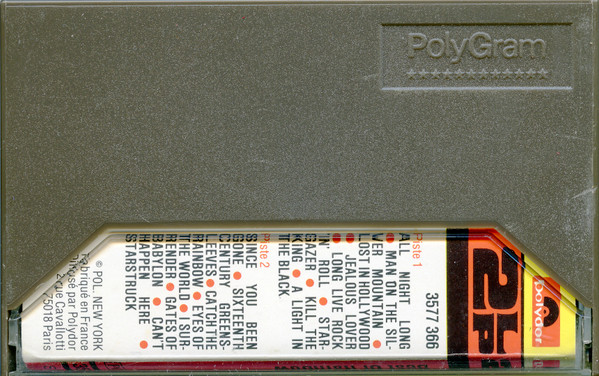 PolyGram
************
3577 366
Piste 1
ALL NIGHT LONG
● MAN ON THE SIL-
VER MOUNTAIN ●
LOST HOLLYWOOD
● JEALOUS LOVER
● LONG LIVE ROCK
'N' ROLL ● STAR-
GAZER ● KILL THE
KING ● A LIGHT IN
THE BLACK
Piste 2
SINCE YOU BEEN
GONE ● SIXTEENTH
CENTURY GREENS-
LEEVES ● CATCH THE
RAINBOW ● EYES OF
THE WORLD ● I SUR-
RENDER ● GATES OF
BABYLON ● CAN'T
HAPPEN HERE ●
STARSTRUCK
℗ POL NEW YORK
Fabriqué en France
Diffusé par Polydor
2 rue Cavallotti
75018 Paris
polydor
2LP